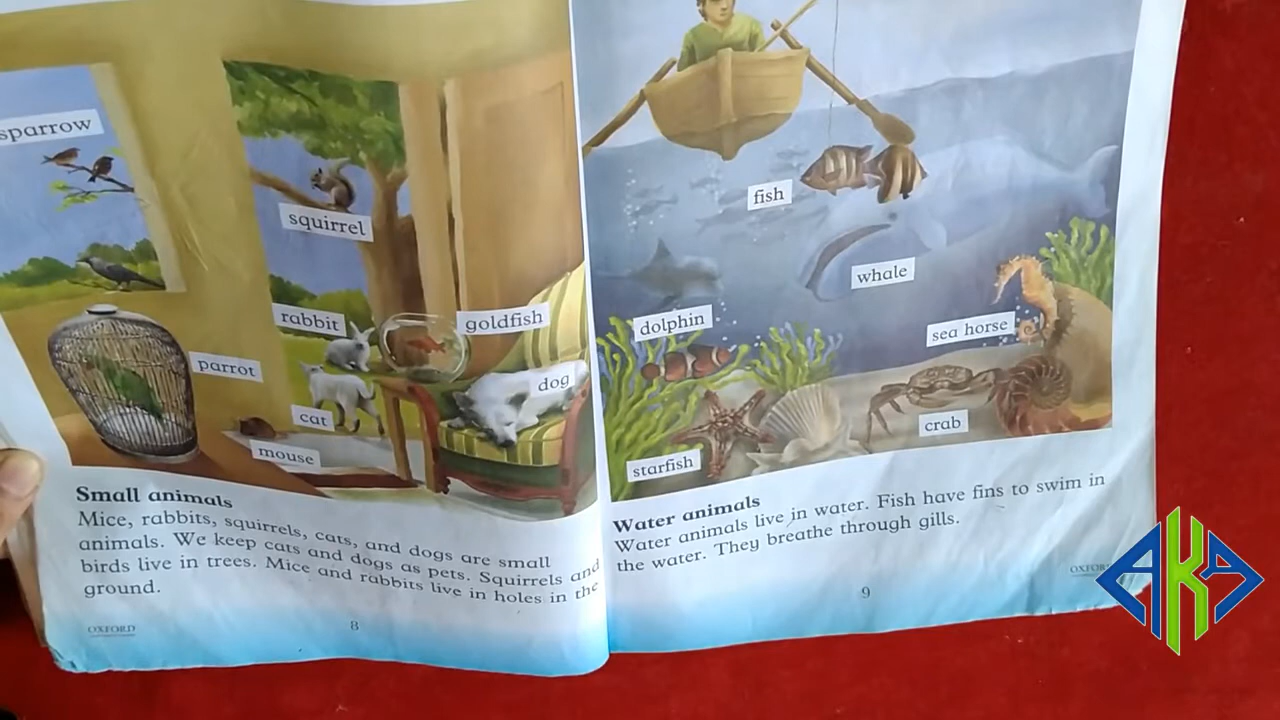 sparrow
squirrel
rabbit
goldfish
parrot
dog
cat
mouse
Small animals
Mice, rabbits, squirrels, cats, and dogs are small
animals. We keep cats and dogs as pets. Squirrels and
birds live in trees. Mice and rabbits live in holes in the
ground.
OXFORD
8
fish
whale
dolphin
sea horse
crab
starfish
Water animals
Water animals live in water. Fish have fins to swim in
the water. They breathe through gills.
9
OXFORD
AKA